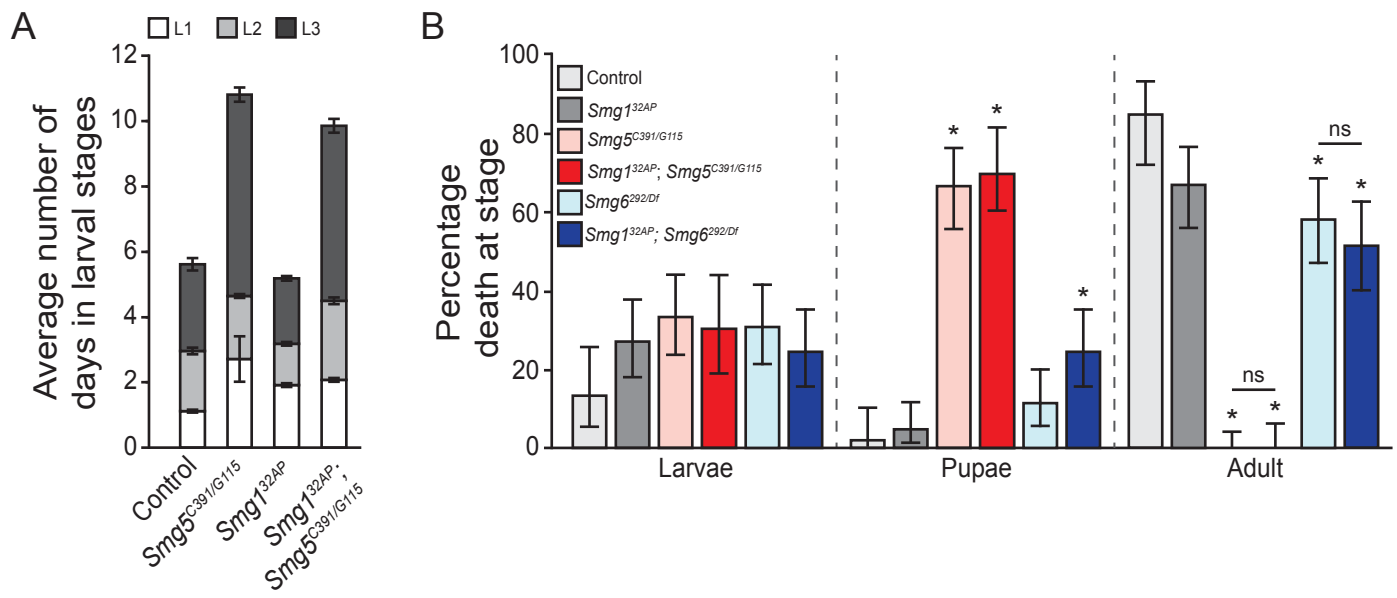 A
L1 L2 L3
Average number of
days in larval stages
12
10
8
6
4
2
0
Control
Smg5C391/G115
Smg132AP
Smg132AP;
Smg5C391/G115
B
Percentage
death at stage
100
80
60
40
20
0
Control
Smg132AP
Smg5C391/G115
Smg132AP; Smg5C391/G115
Smg6292/Df
Smg132AP; Smg6292/Df
* *
*
ns
* *
ns
*
*
Larvae Pupae Adult